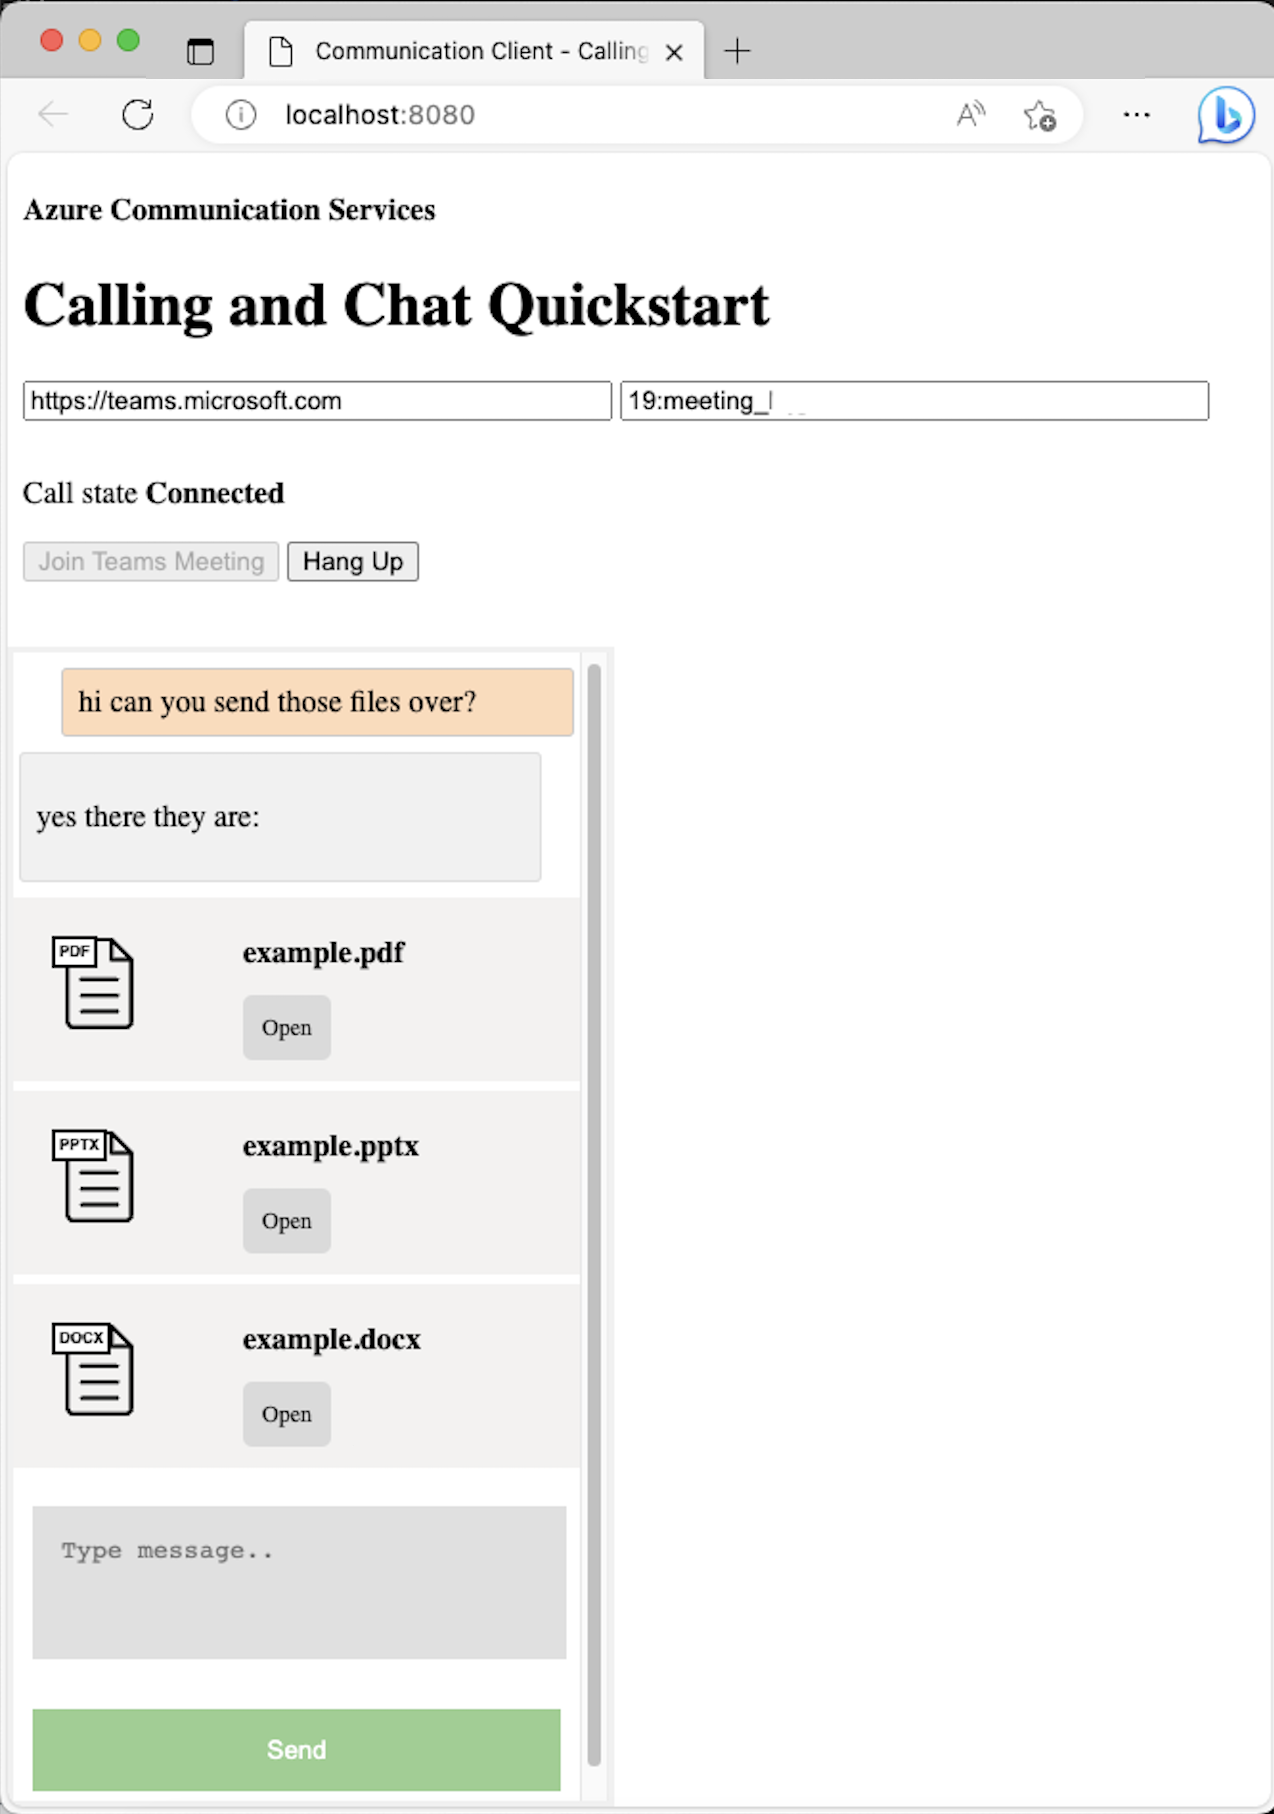 Communication Client - Calling
localhost:8080
Azure Communication Services
Calling and Chat Quickstart
https://teams.microsoft.com 19:meeting_
Call state Connected
Join Teams Meeting Hang Up
hi can you send those files over?
yes there they are:
PDF example.pdf
Open
PPTX example.pptx
Open
DOCX example.docx
Open
Type message..
Send